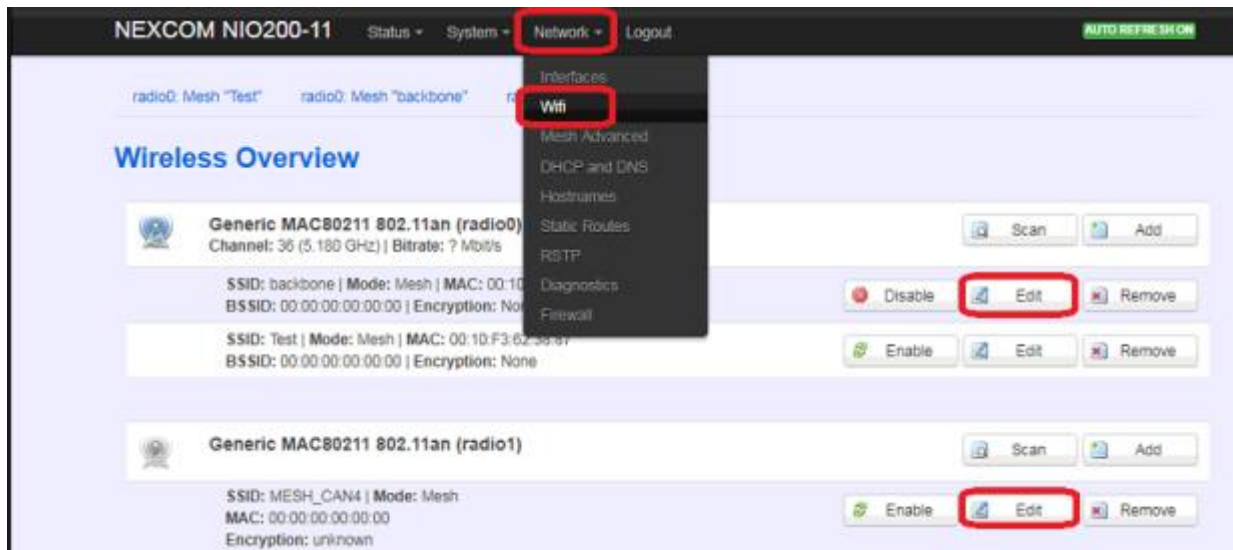 NEXCOM NIO200-11 Status System Network Logout AUTO REFRESH ON
Interfaces
radio0: Mesh "Test" radio0: Mesh "backbone"
Wifi
Mesh Advanced
Wireless Overview
DHCP and DNS
Hostnames
Generic MAC80211 802.11an (radio0) Static Routes Scan Add
Channel: 36 (5.180 GHz) | Bitrate: ? Mbit/s
RSTP
SSID: backbone | Mode: Mesh | MAC: 00:10 Diagnostics Disable Edit Remove
BSSID: 00:00:00:00:00:00 | Encryption:
Firewall
SSID: Test | Mode: Mesh | MAC: 00:10:F3:62:38:87
BSSID: 00:00:00:00:00:00 | Encryption: None Enable Edit Remove
Generic MAC80211 802.11an (radio1) Scan Add
SSID: MESH_CAN4 | Mode: Mesh
MAC: 00:00:00:00:00:00 Enable Edit Remove
Encryption: unknown